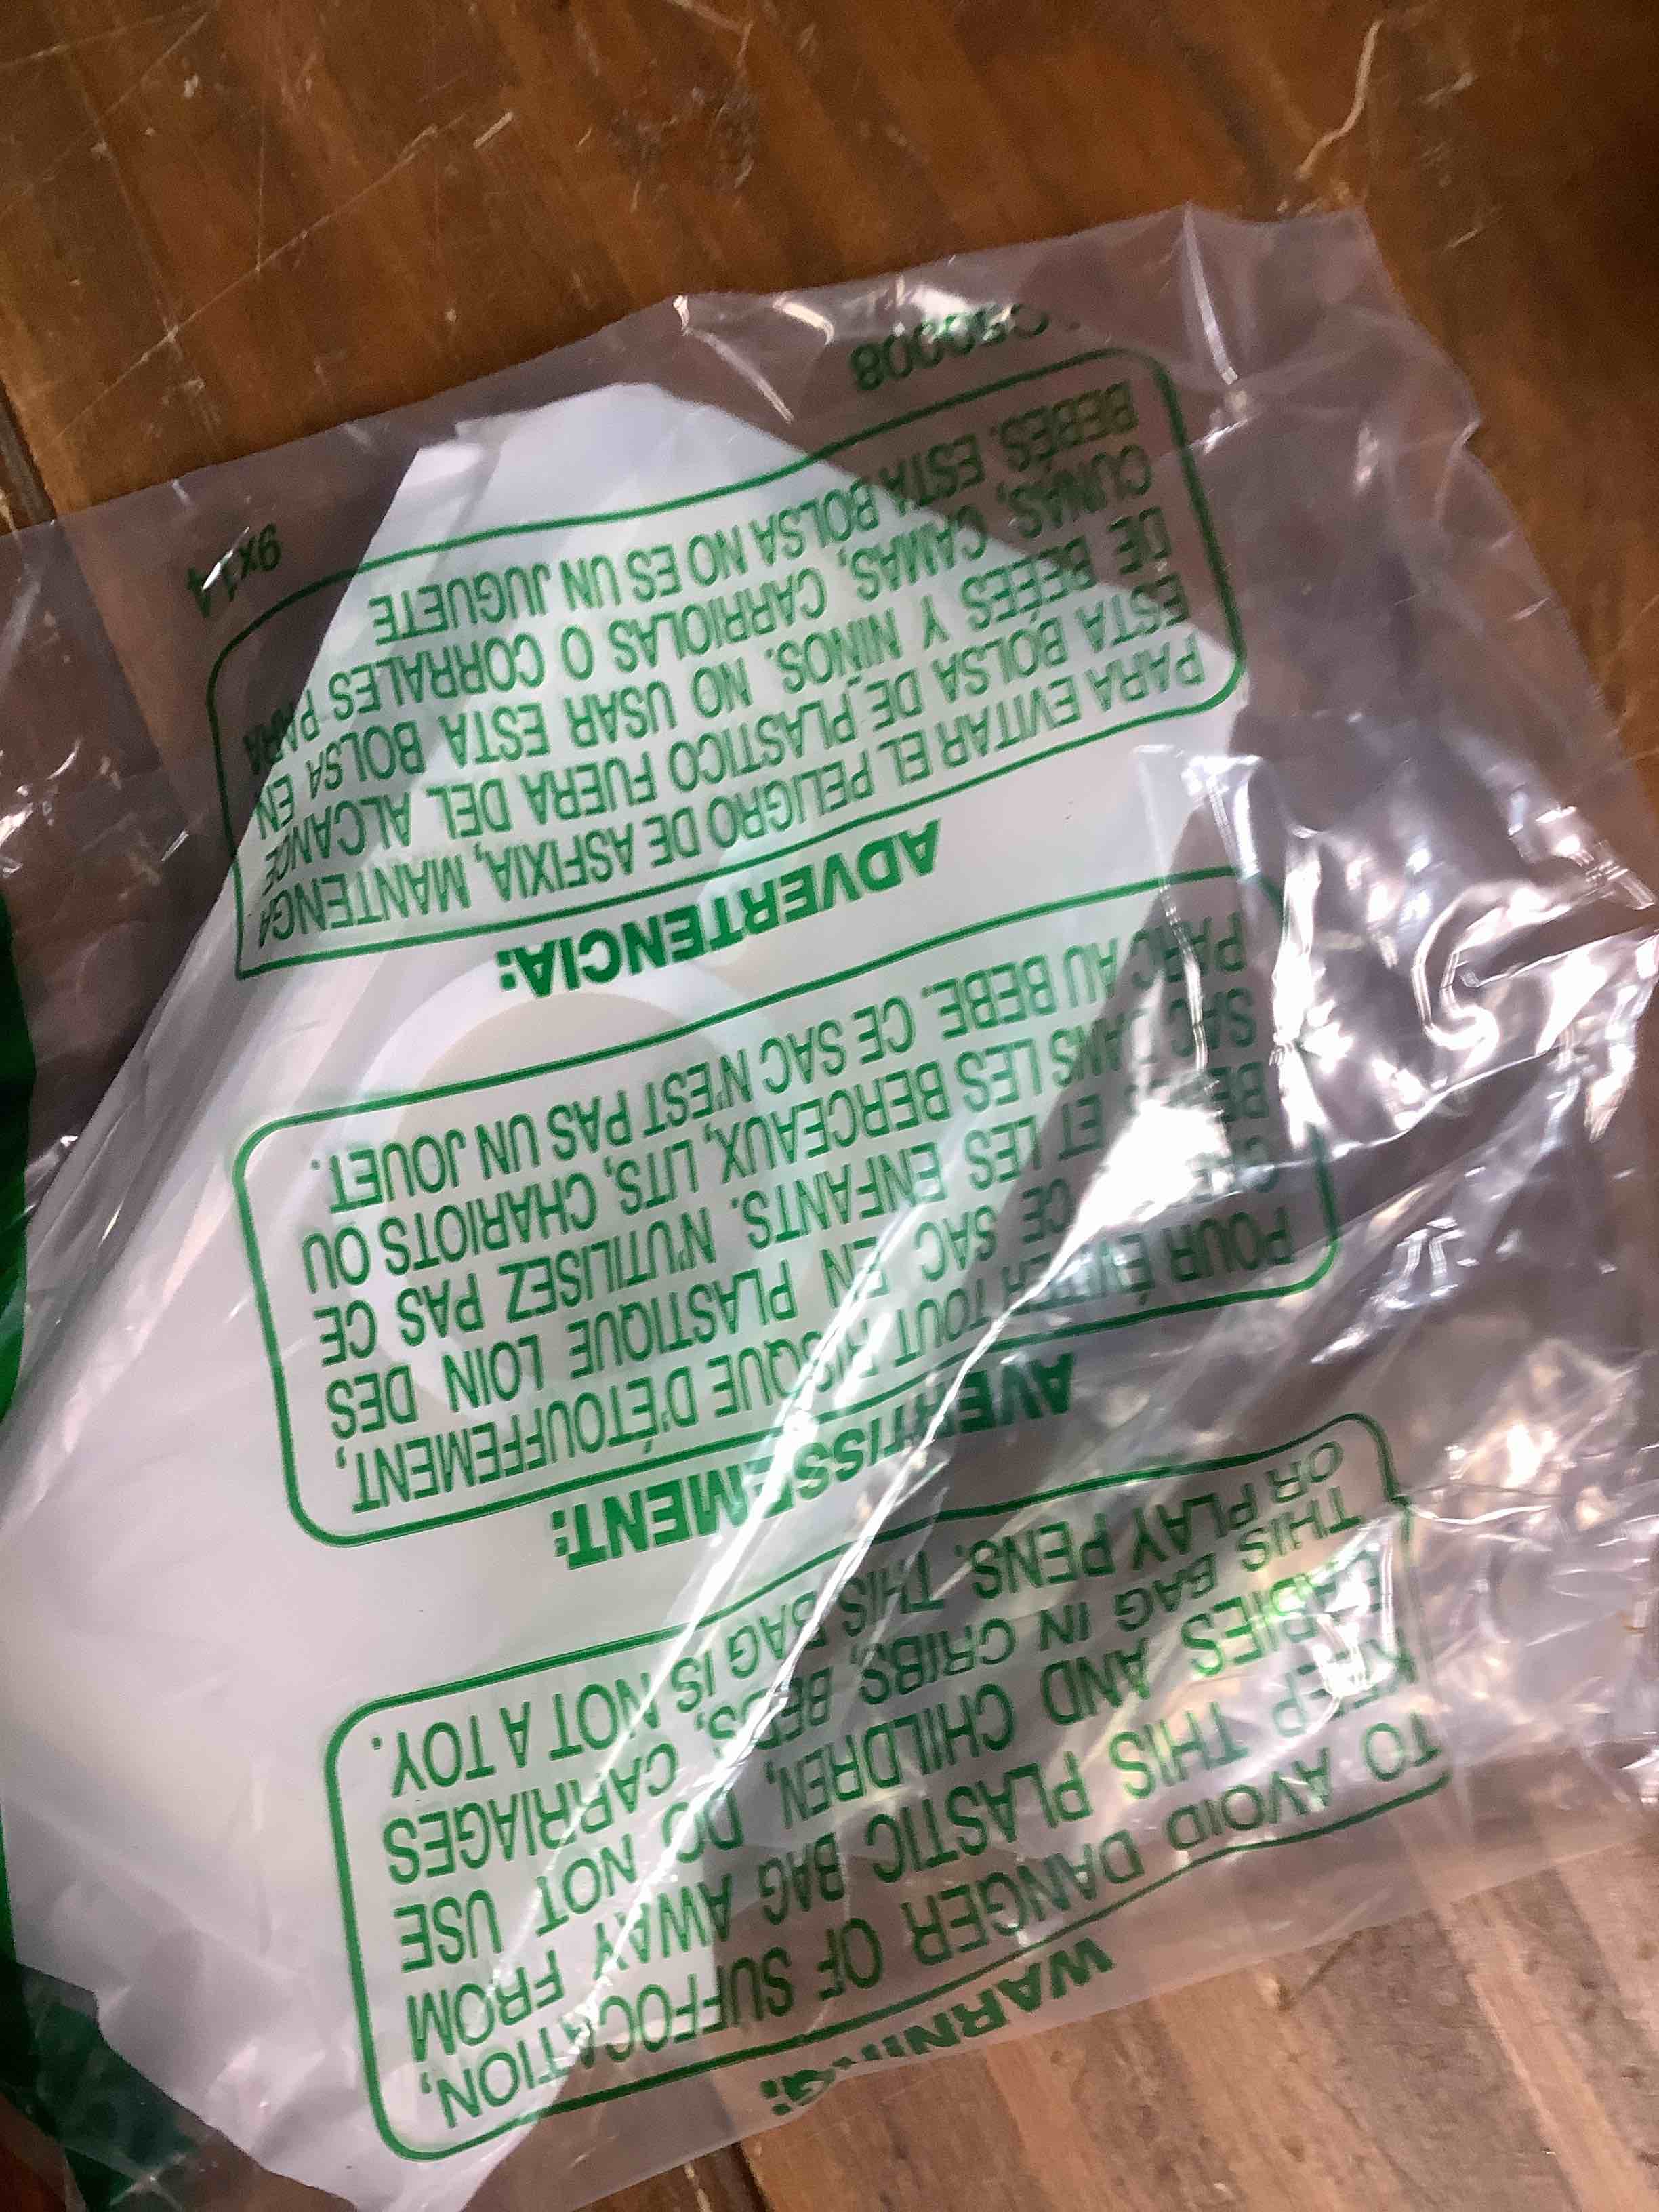 WARNING:
TO AVOID DANGER OF SUFFOCATION,
KEEP THIS PLASTIC BAG AWAY FROM
BABIES AND CHILDREN, DO NOT USE
THIS BAG IN CRIBS, BEDS, CARRIAGES
OR PLAY PENS. THIS BAG IS NOT A TOY.
AVERTISSEMENT:
POUR ÉVITER TOUT RISQUE D'ÉTOUFFEMENT,
CE SAC EN PLASTIQUE LOIN DES
ET LES ENFANTS. N'UTILISEZ PAS CE
SAC DANS LES BERCEAUX, LITS, CHARIOTS OU
PARC AU BEBE. CE SAC N'EST PAS UN JOUET.
ADVERTENCIA:
PARA EVITAR EL PELIGRO DE ASFIXIA, MANTENGA
ESTA BOLSA DE PLASTICO FUERA DEL ALCANCE
DE BEÉES Y NIÑOS. NO USAR ESTA BOLSA EN
CUNAS, CAMAS, CARRIOLAS O CORRALES PARA
BEBÉS. ESTA BOLSA NO ES UN JUGUETE
9x14